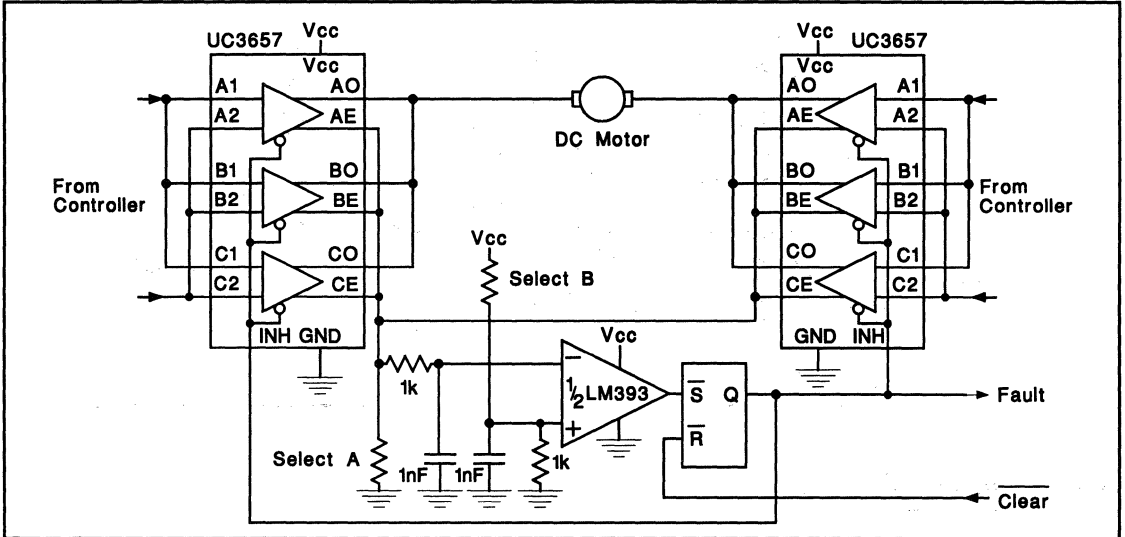 Vcc
Vcc
UC3657
UC3657
Vcc
Vcc
A1
AO
AO
A1
A2
AE
AE
A2
DC Motor
B1
BO
BO
B1
From
Controller
B2
BE
BE
B2
From
Controller
Vcc
C1
CO
CO
C1
Select B
C2
CE
CE
C2
INH GND
Vcc
GND INH
1k
−
½LM393
+
S̅ Q
R̅
Fault
Select A
1nF
1nF
1k
C̅l̅e̅a̅r̅